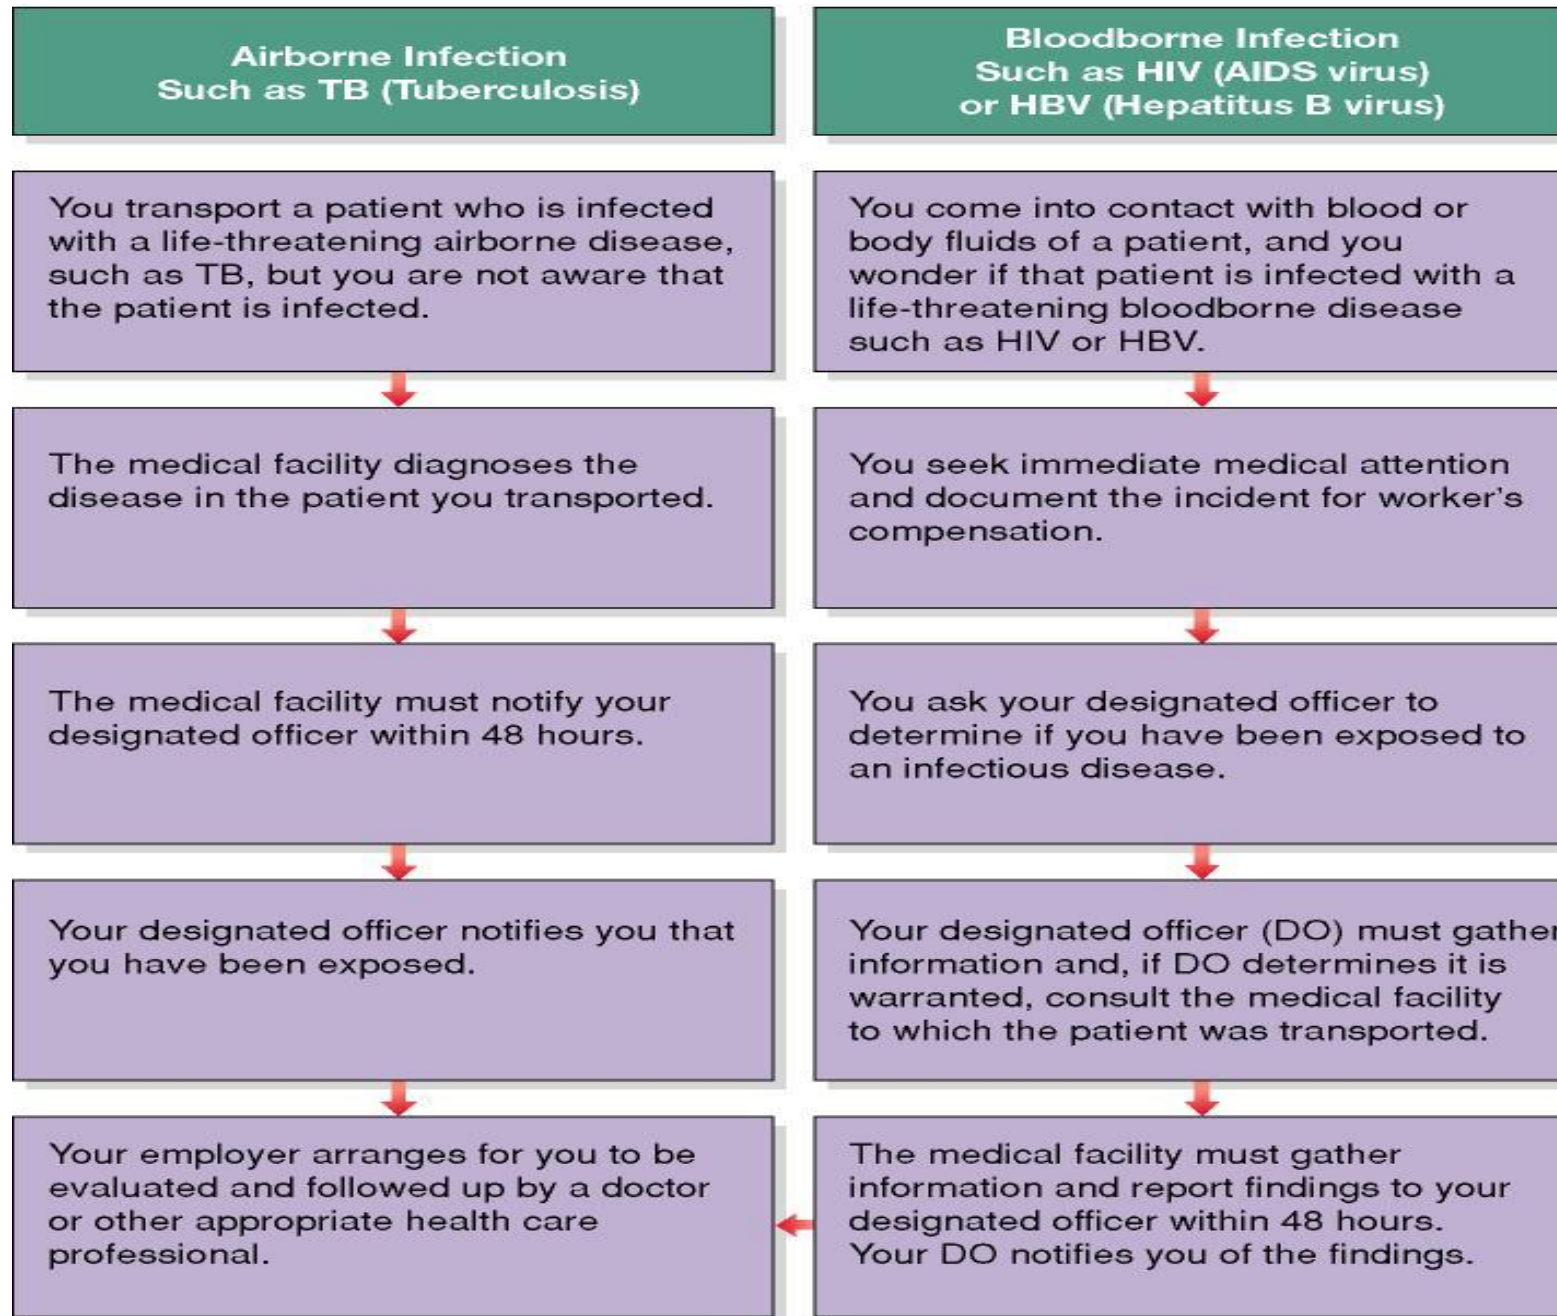 Airborne Infection
Such as TB (Tuberculosis)
You transport a patient who is infected
with a life-threatening airborne disease,
such as TB, but you are not aware that
the patient is infected.
The medical facility diagnoses the
disease in the patient you transported.
The medical facility must notify your
designated officer within 48 hours.
Your designated officer notifies you that
you have been exposed.
Your employer arranges for you to be
evaluated and followed up by a doctor
or other appropriate health care
professional.
Bloodborne Infection
Such as HIV (AIDS virus)
or HBV (Hepatitus B virus)
You come into contact with blood or
body fluids of a patient, and you
wonder if that patient is infected with a
life-threatening bloodborne disease
such as HIV or HBV.
You seek immediate medical attention
and document the incident for worker's
compensation.
You ask your designated officer to
determine if you have been exposed to
an infectious disease.
Your designated officer (DO) must gather
information and, if DO determines it is
warranted, consult the medical facility
to which the patient was transported.
The medical facility must gather
information and report findings to your
designated officer within 48 hours.
Your DO notifies you of the findings.